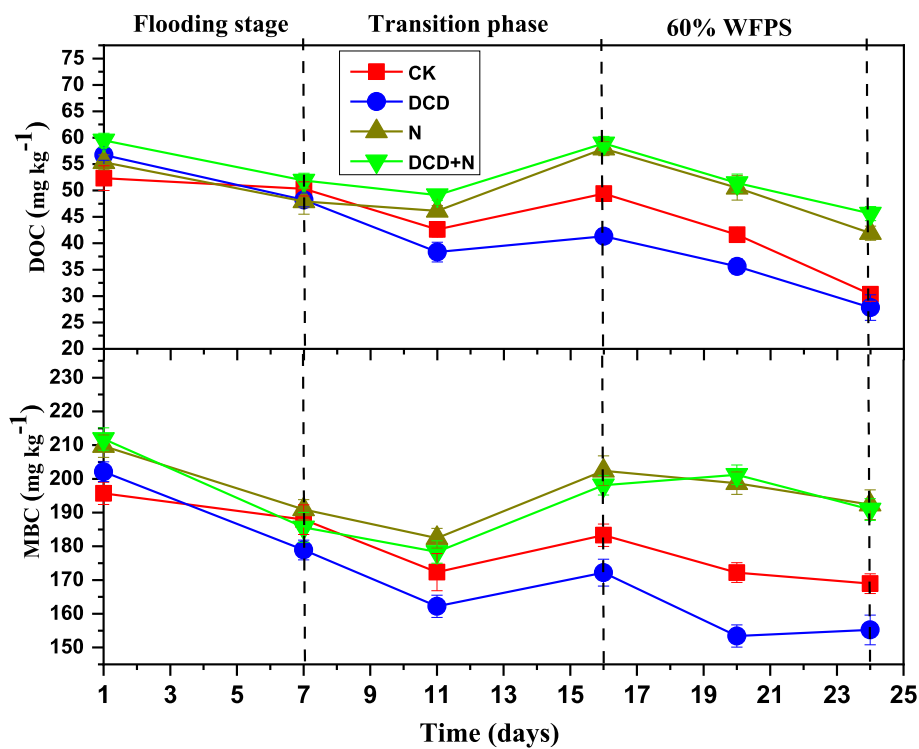 Flooding stage Transition phase 60% WFPS
CK
DCD
N
DCD+N
DOC (mg kg-1)
75
70
65
60
55
50
45
40
35
30
25
20
MBC (mg kg-1)
230
220
210
200
190
180
170
160
150
1 3 5 7 9 11 13 15 17 19 21 23 25
Time (days)